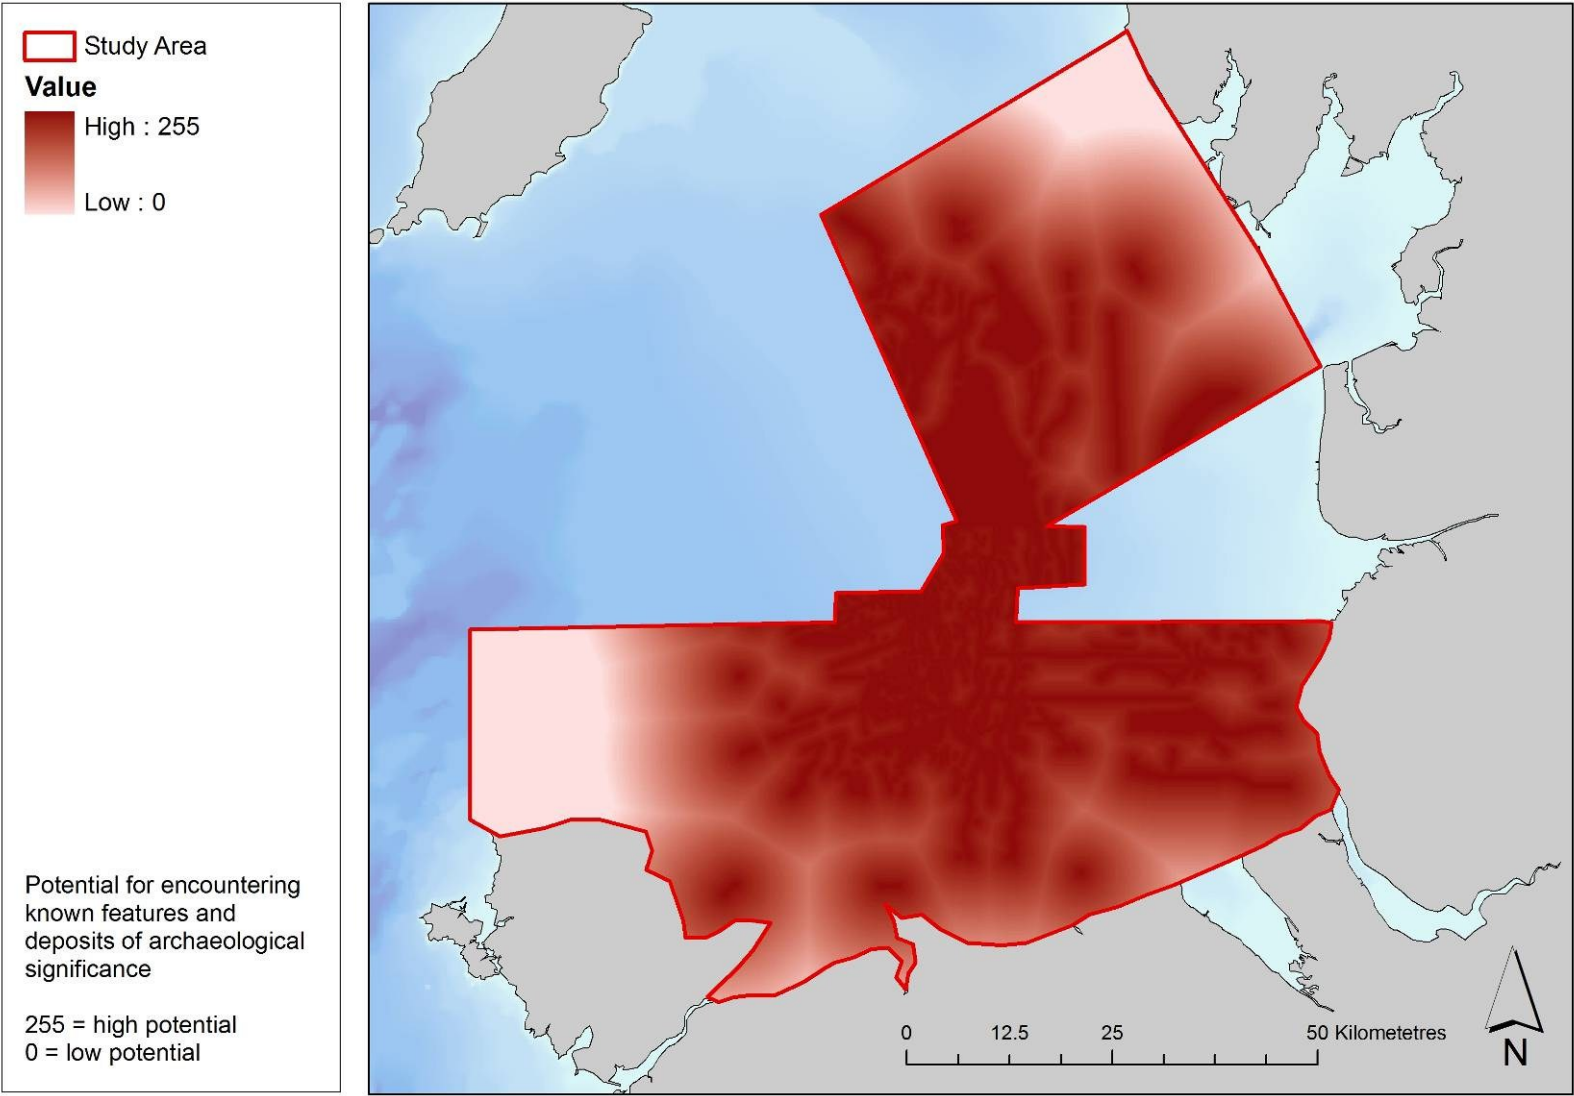 Study Area
Value
High : 255
Low : 0
Potential for encountering
known features and
deposits of archaeological
significance
255 = high potential
0 = low potential
0 12.5 25 50 Kilometetres
N